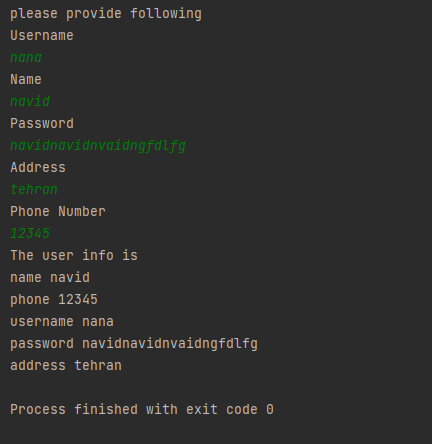 please provide following
Username
nana
Name
navid
Password
navidnavidnvaidngfdlfg
Address
tehran
Phone Number
12345
The user info is
name navid
phone 12345
username nana
password navidnavidnvaidngfdlfg
address tehran
Process finished with exit code 0